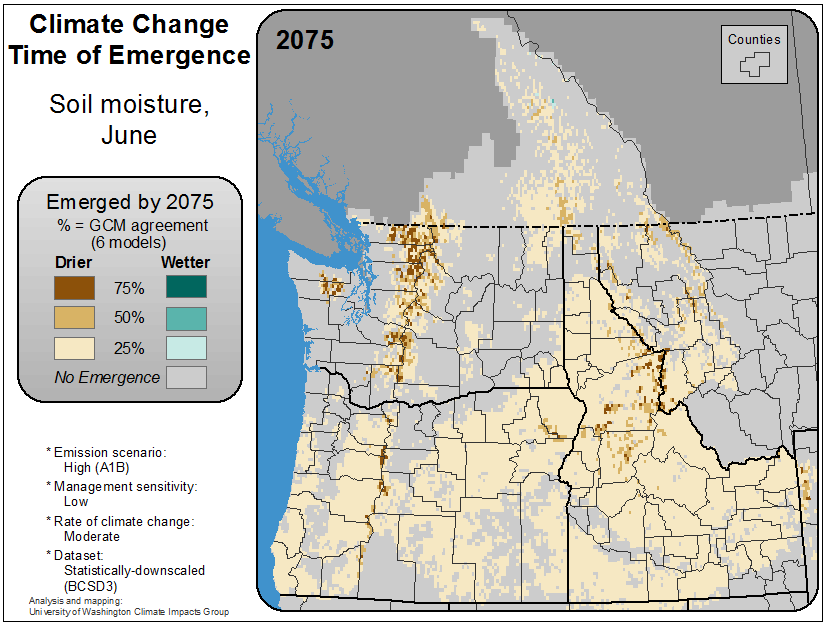 Climate Change
Time of Emergence
Soil moisture,
June
Emerged by 2075
% = GCM agreement
(6 models)
Drier Wetter
75%
50%
25%
No Emergence
* Emission scenario:
High (A1B)
* Management sensitivity:
Low
* Rate of climate change:
Moderate
* Dataset:
Statistically-downscaled
(BCSD3)
Analysis and mapping:
University of Washington Climate Impacts Group
2075
Counties